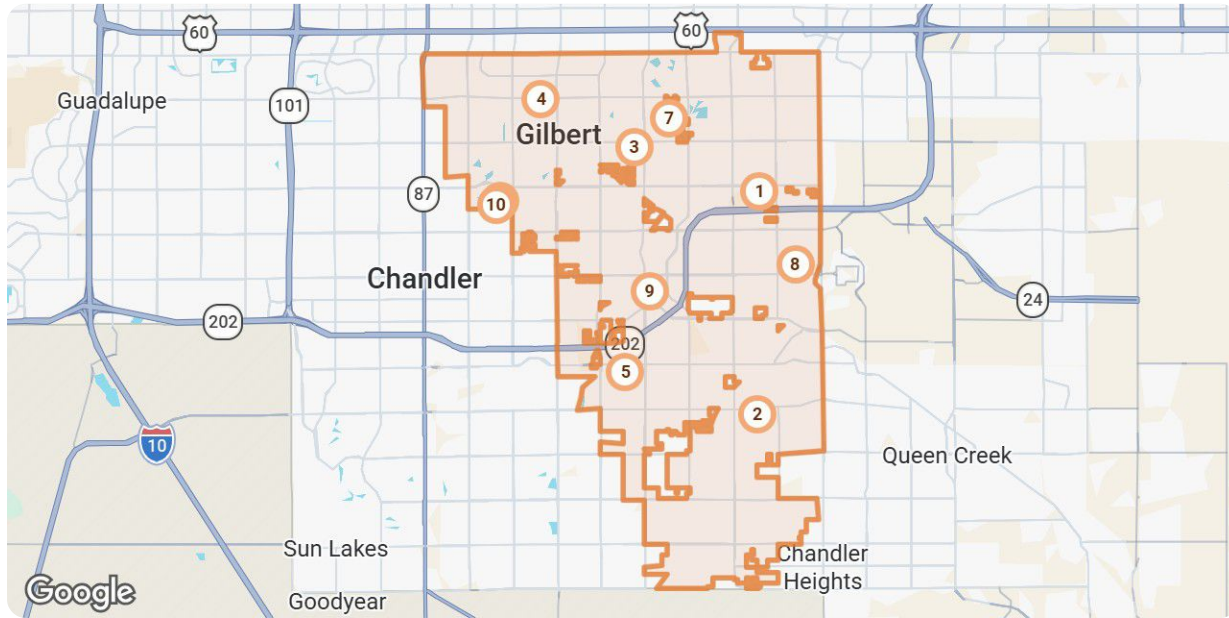 60
60
Guadalupe
101
4
7
Gilbert
3
87
1
10
Chandler
8
9
24
202
202
5
2
10
Queen Creek
Sun Lakes
Chandler
Heights
Google
Goodyear